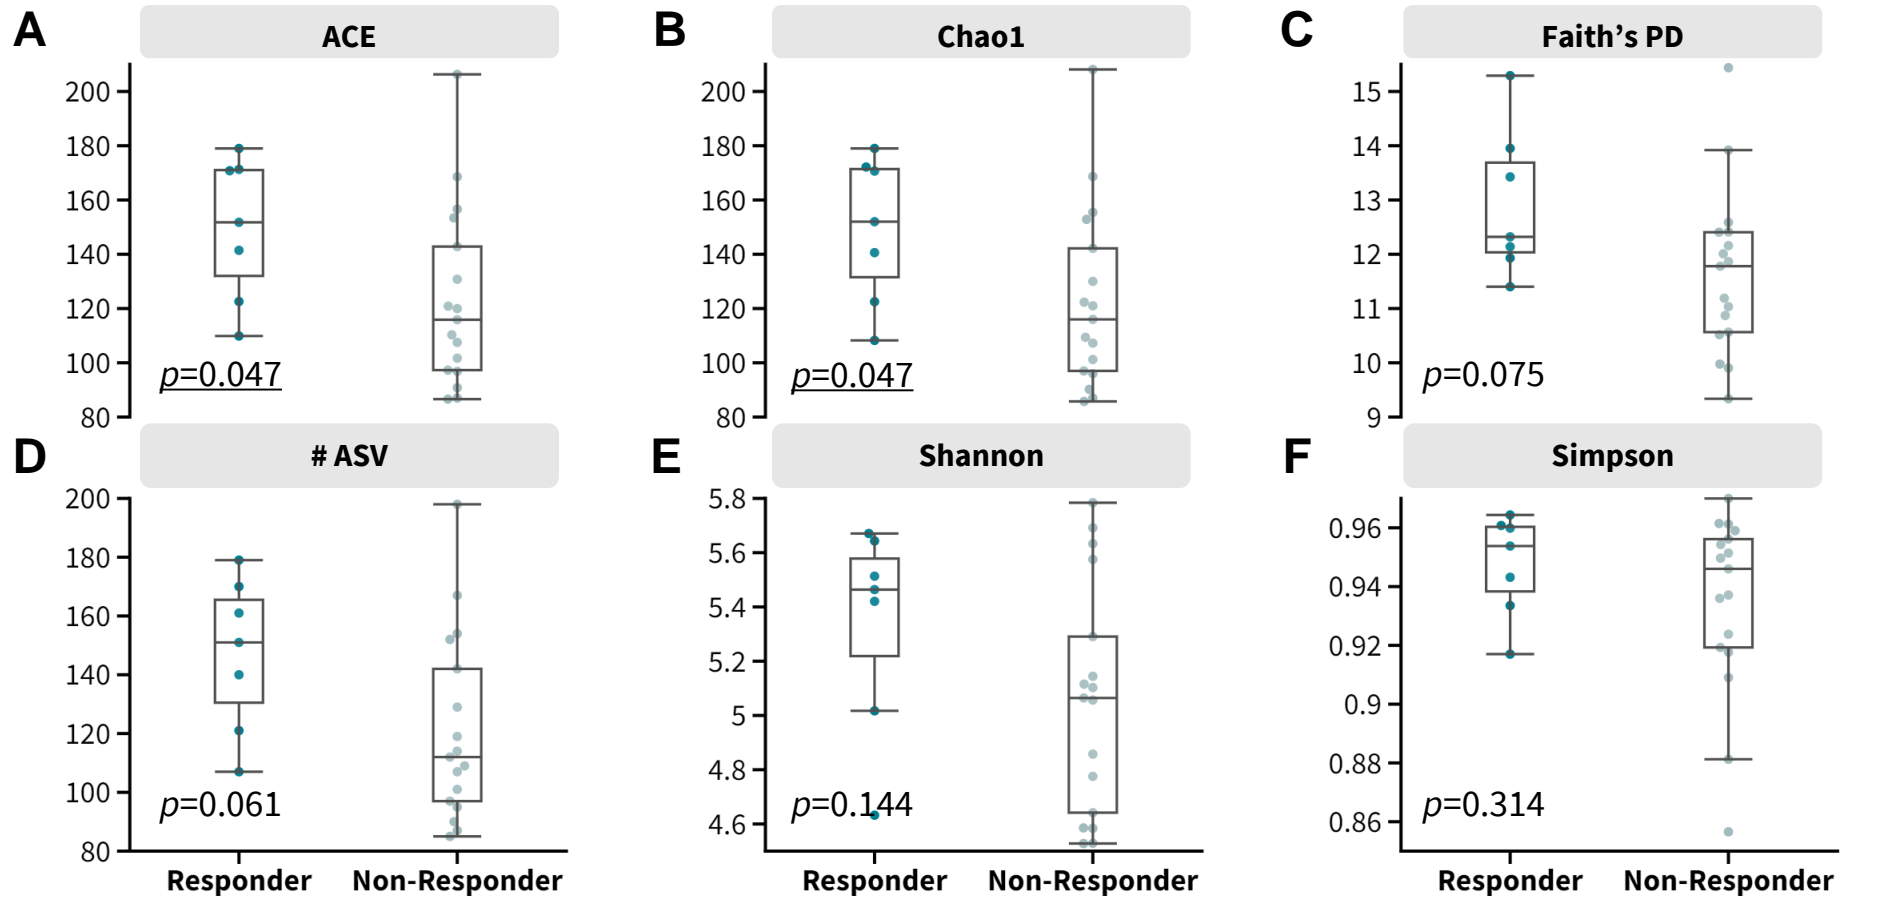 A
ACE
200
180
160
140
120
100
80
p=0.047
B
Chao1
200
180
160
140
120
100
80
p=0.047
C
Faith’s PD
15
14
13
12
11
10
9
p=0.075
D
# ASV
200
180
160
140
120
100
80
p=0.061
Responder Non-Responder
E
Shannon
5.8
5.6
5.4
5.2
5
4.8
4.6
p=0.144
Responder Non-Responder
F
Simpson
0.96
0.94
0.92
0.9
0.88
0.86
p=0.314
Responder Non-Responder